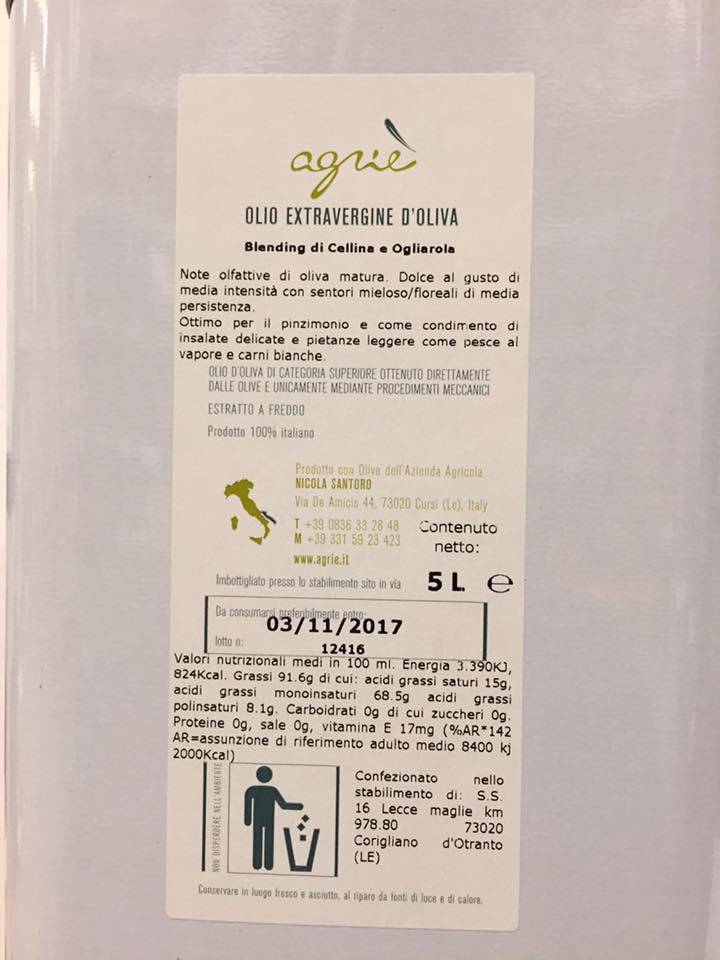 agriè
OLIO EXTRAVERGINE D'OLIVA
Blending di Cellina e Ogliarola
Note olfattive di oliva matura. Dolce al gusto di
media intensità con sentori mieloso/floreali di media
persistenza.
Ottimo per il pinzimonio e come condimento di
insalate delicate e pietanze leggere come pesce al
vapore e carni bianche.
OLIO D'OLIVA DI CATEGORIA SUPERIORE OTTENUTO DIRETTAMENTE
DALLE OLIVE E UNICAMENTE MEDIANTE PROCEDIMENTI MECCANICI
ESTRATTO A FREDDO
Prodotto 100% italiano
Prodotto con Olive dell'Azienda Agricola
NICOLA SANTORO
Via De Amicis 44, 73020 Cursi (Le), Italy
T +39 0836 33 28 48
M +39 331 59 23 423
www.agrie.it
Contenuto
netto:
5 L e
Imbottigliato presso lo stabilimento sito in via
Da consumarsi preferibilmente entro:
03/11/2017
lotto n:
12416
Valori nutrizionali medi in 100 ml. Energia 3.390KJ,
824Kcal. Grassi 91.6g di cui: acidi grassi saturi 15g,
acidi grassi monoinsaturi 68.5g acidi grassi
polinsaturi 8.1g. Carboidrati 0g di cui zuccheri 0g.
Proteine 0g, sale 0g, vitamina E 17mg (%AR*142
AR=assunzione di riferimento adulto medio 8400 kj
2000Kcal)
NON DISPERDERE NELL'AMBIENTE
Confezionato nello
stabilimento di: S.S.
16 Lecce maglie km
978.80 73020
Corigliano d'Otranto
(LE)
Conservare in luogo fresco e asciutto, al riparo da fonti di luce e di calore.